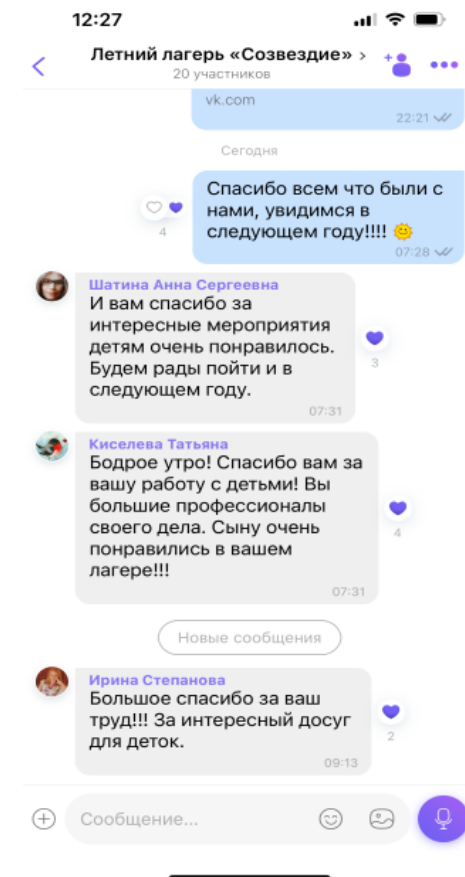 12:27
Летний лагерь «Созвездие» >
20 участников
vk.com
22:21
Сегодня
Спасибо всем что были с
нами, увидимся в
следующем году!!!! 🌞
07:28
4
Шатина Анна Сергеевна
И вам спасибо за
интересные мероприятия
детям очень понравилось.
Будем рады пойти и в
следующем году.
07:31
3
Киселева Татьяна
Бодрое утро! Спасибо вам за
вашу работу с детьми! Вы
большие профессионалы
своего дела. Сыну очень
понравились в вашем
лагере!!!
07:31
4
Новые сообщения
Ирина Степанова
Большое спасибо за ваш
труд!!! За интересный досуг
для деток.
09:13
2
Сообщение...